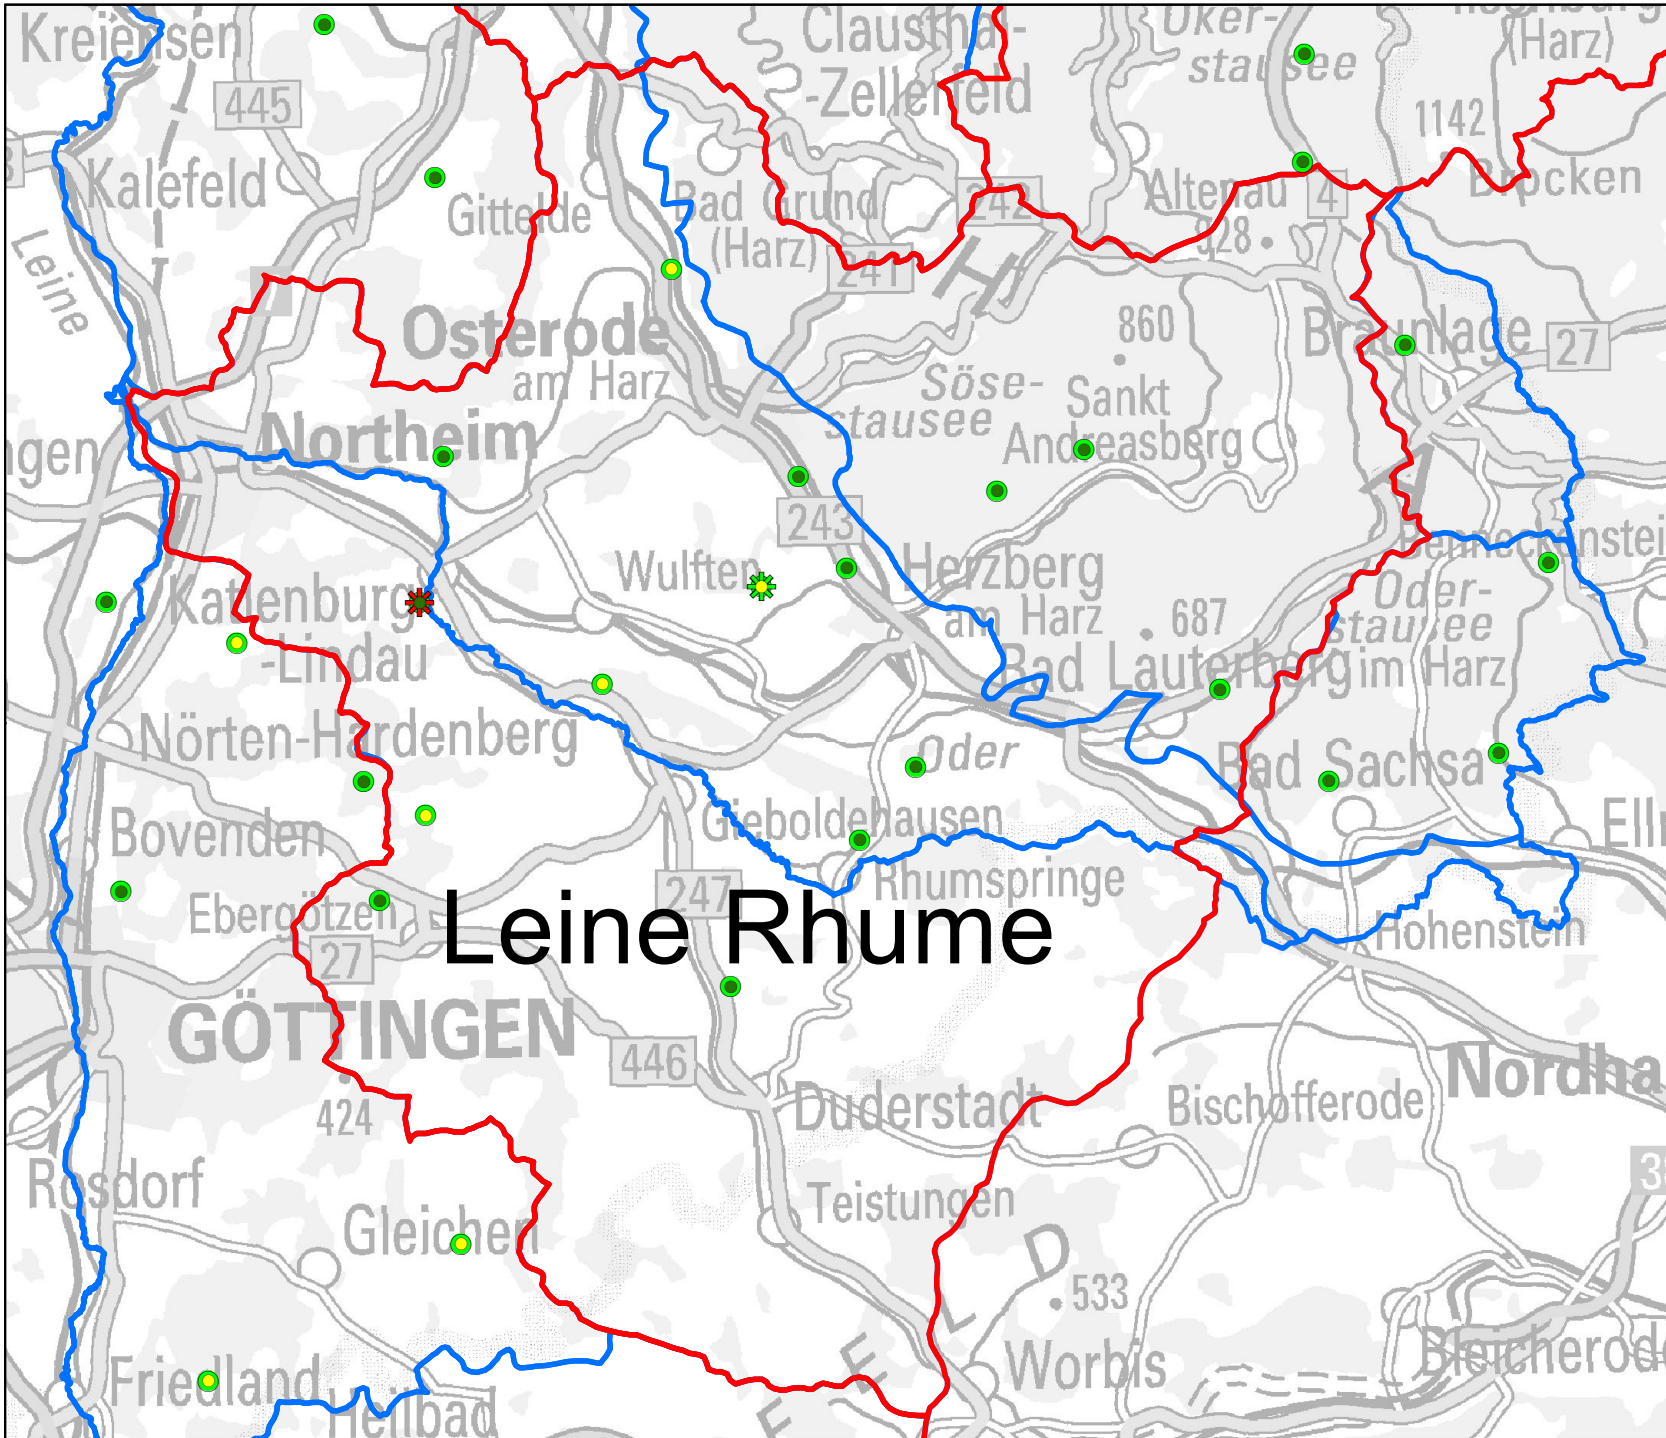 Kreiensen
Clausthal-
-Zellerfeld
Oker-
stausee
(Harz)
445
1142
Kalefeld
Gittelde
Bad Grund
(Harz)
242
Altenau
4
Brocken
928
Leine
241
H
860
Osterode
am Harz
Braunlage
27
Söse-
stausee
Sankt
Andreasberg
Northeim
243
Wulften
Herzberg
am Harz
687
Oder-
stausee
Katlenburg
-Lindau
Bad Lauterberg
im Harz
Nörten-Hardenberg
Oder
Bad Sachsa
Bovenden
Gieboldehausen
Rhumspringe
Ebergötzen
247
Leine Rhume
Hohenstein
27
GÖTTINGEN
446
Nordha
424
Duderstadt
Bischofferode
Rosdorf
Teistungen
Gleichen
D
533
L
E
Worbis
Bleicherode
Friedland
Heilbad
F